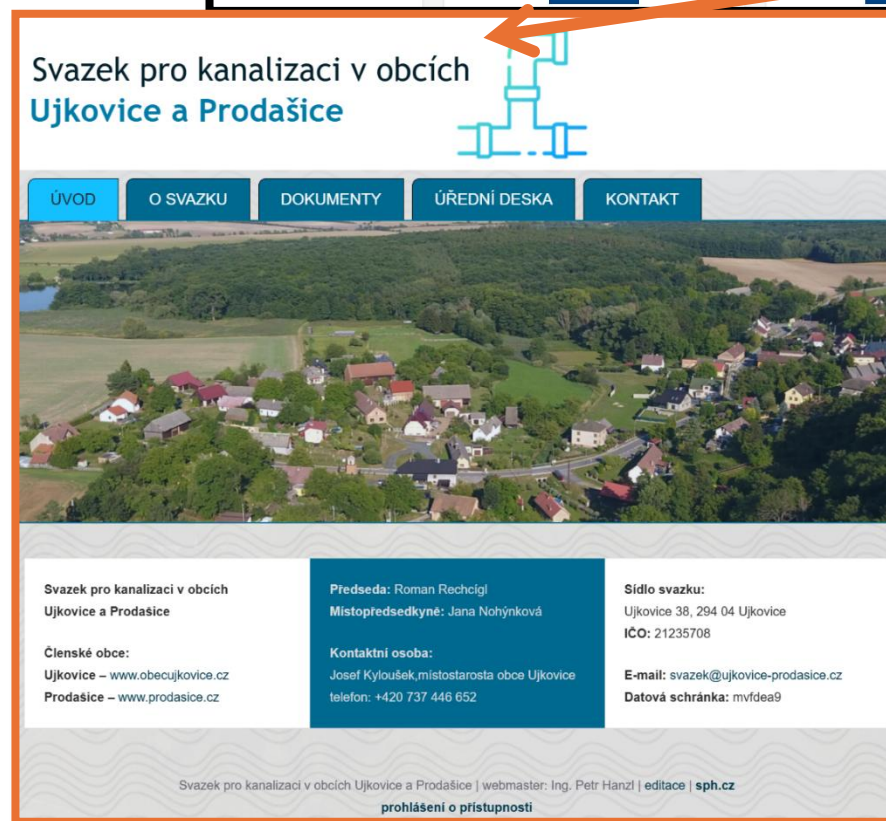 Svazek pro kanalizaci v obcích
Ujkovice a Prodašice
ÚVOD
O SVAZKU
DOKUMENTY
ÚŘEDNÍ DESKA
KONTAKT
Svazek pro kanalizaci v obcích
Ujkovice a Prodašice
Členské obce:
Ujkovice – www.obecujkovice.cz
Prodašice – www.prodasice.cz
Předseda: Roman Rechcígl
Místopředsedkyně: Jana Nohýnková
Kontaktní osoba:
Josef Kyloušek,místostarosta obce Ujkovice
telefon: +420 737 446 652
Sídlo svazku:
Ujkovice 38, 294 04 Ujkovice
IČO: 21235708
E-mail: svazek@ujkovice-prodasice.cz
Datová schránka: mvfdea9
Svazek pro kanalizaci v obcích Ujkovice a Prodašice | webmaster: Ing. Petr Hanzl | editace | sph.cz
prohlášení o přístupnosti